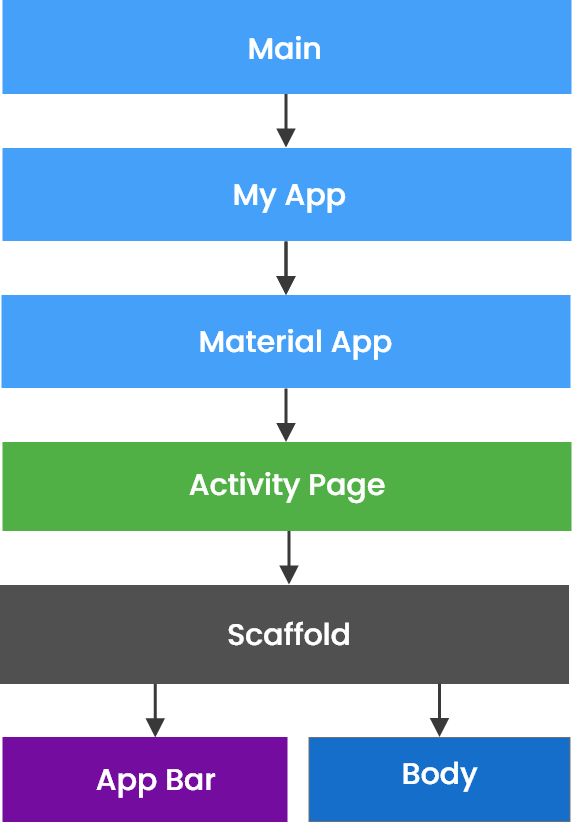 Main
My App
Material App
Activity Page
Scaffold
App Bar
Body